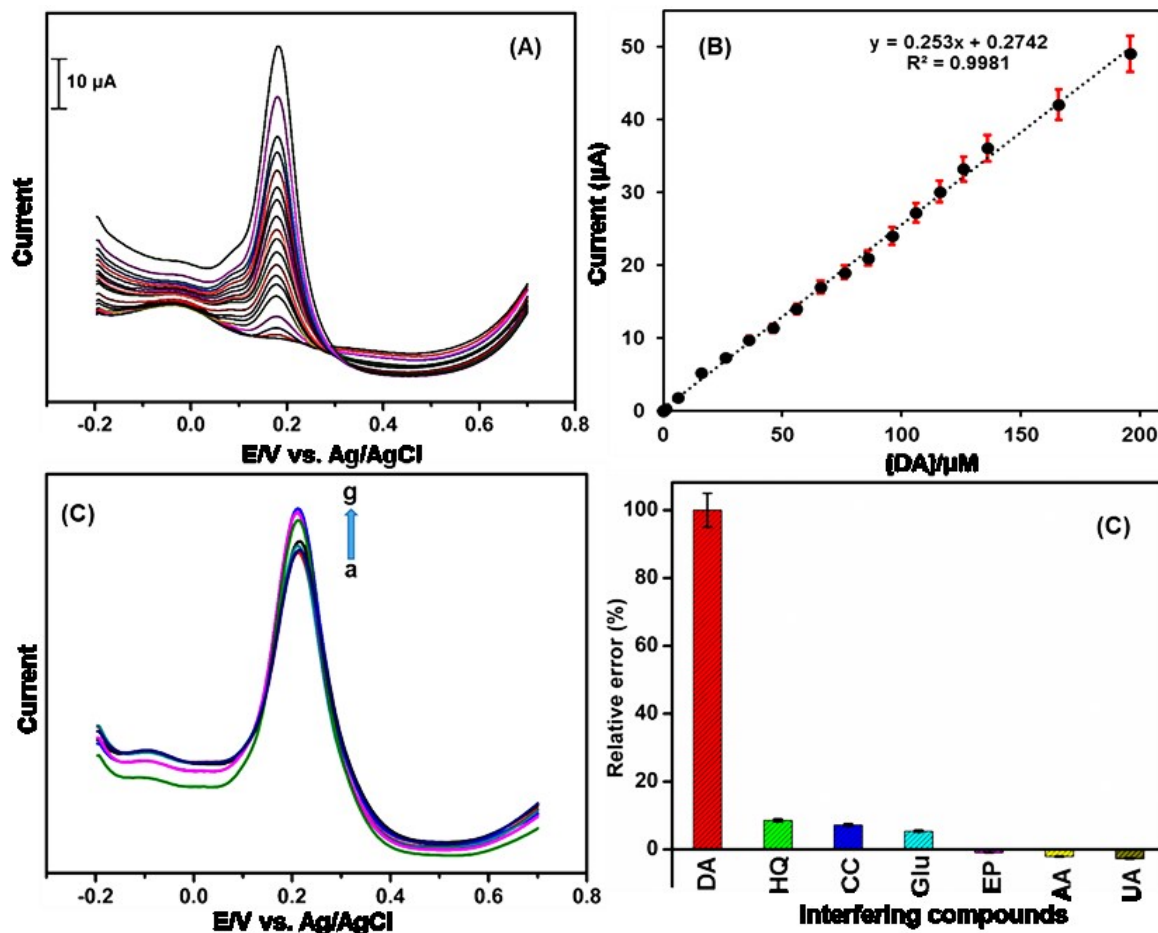 (A)
10 µA
Current
-0.2 0.0 0.2 0.4 0.6 0.8
E/V vs. Ag/AgCl
(B)
y = 0.253x + 0.2742
R² = 0.9981
50
40
30
20
10
0
Current (µA)
0 50 100 150 200
[DA]/µM
(C)
g
a
Current
-0.2 0.0 0.2 0.4 0.6 0.8
E/V vs. Ag/AgCl
(C)
100
80
60
40
20
0
Relative error (%)
DA HQ CC Glu EP AA UA
Interfering compounds